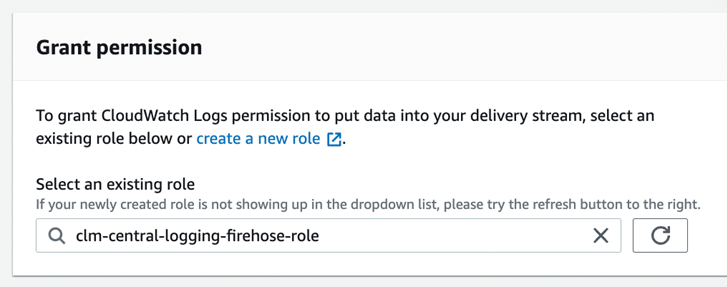 Grant permission
To grant CloudWatch Logs permission to put data into your delivery stream, select an
existing role below or create a new role.
Select an existing role
If your newly created role is not showing up in the dropdown list, please try the refresh button to the right.
clm-central-logging-firehose-role